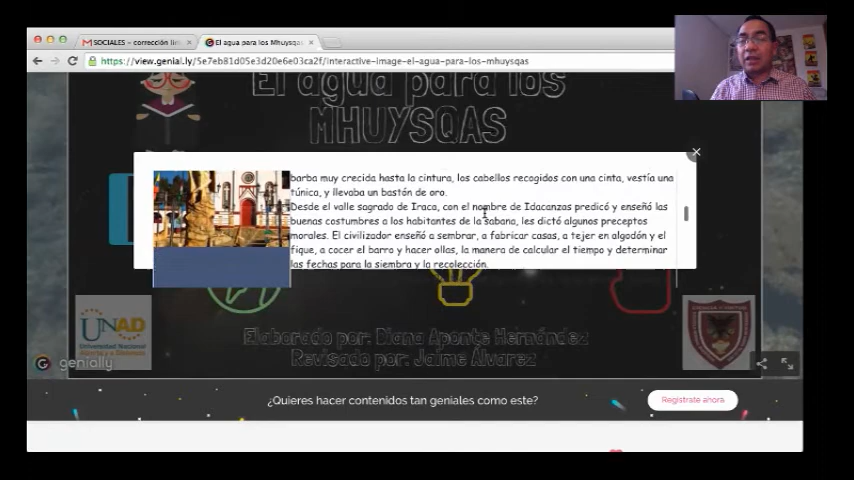 SOCIALES – corrección lin
El agua para los Mhuysqas
https://view.genial.ly/5e7eb81d05e3d20e6e03ca2f/interactive-image-el-agua-para-los-mhuysqas
El agua para los
MHUYSQAS
barba muy crecida hasta la cintura, los cabellos recogidos con una cinta, vestía una
túnica, y llevaba un bastón de oro.
Desde el valle sagrado de Iraca, con el nombre de Idacanzas predicó y enseñó las
buenas costumbres a los habitantes de la sabana, les dictó algunos preceptos
morales. El civilizador enseñó a sembrar, a fabricar casas, a tejer en algodón y el
fique, a cocer el barro y hacer ollas, la manera de calcular el tiempo y determinar
las fechas para la siembra y la recolección.
UNAD
Universidad Nacional
Abierta y a Distancia
Elaborado por: Diana Aponte Hernández
Revisado por: Jaime Alvarez
genially
¿Quieres hacer contenidos tan geniales como este?
Regístrate ahora